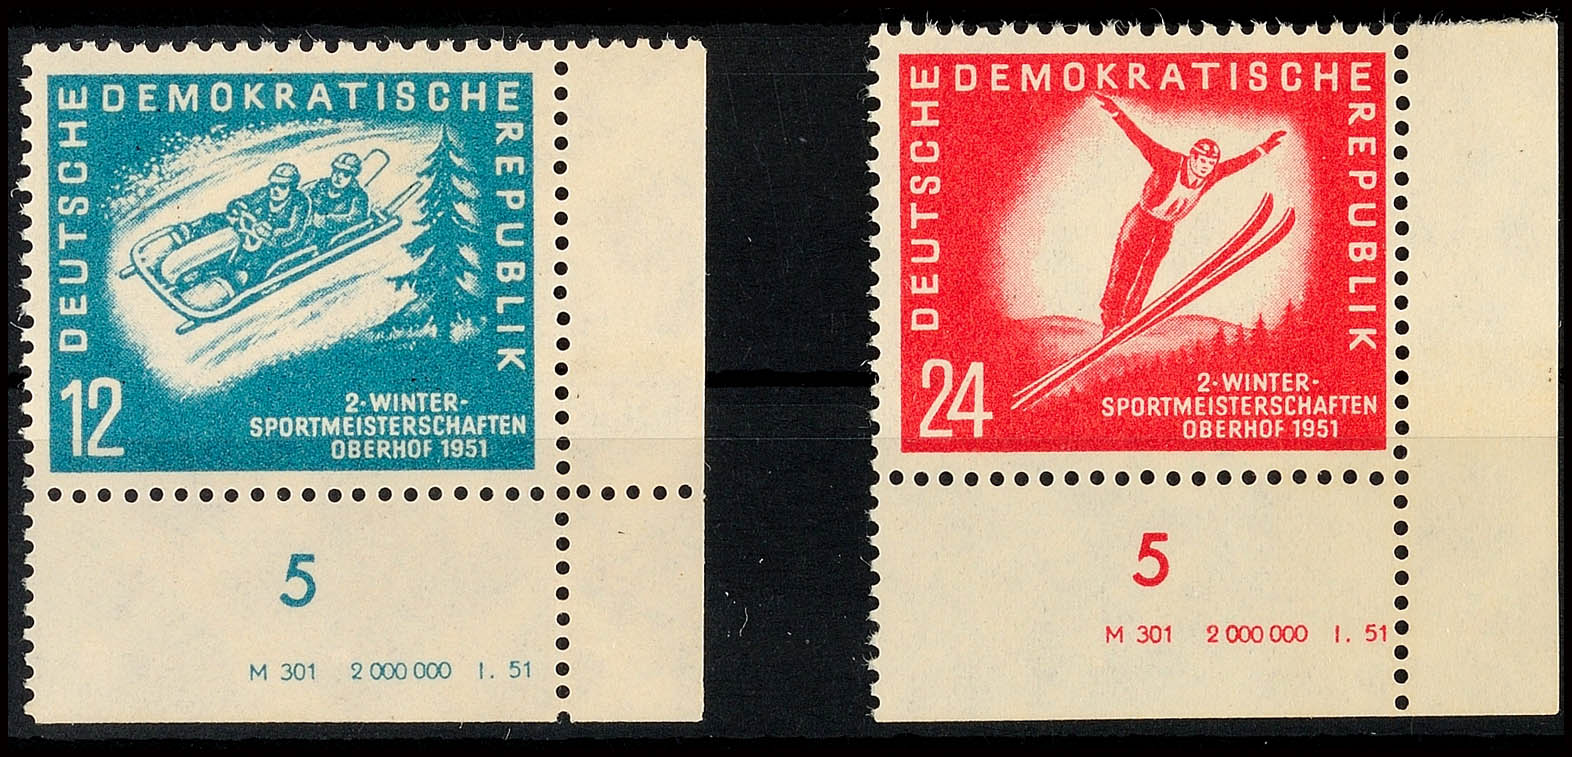 DEUTSCHE DEMOKRATISCHE REPUBLIK
12
2. WINTER-
SPORTMEISTERSCHAFTEN
OBERHOF 1951
5
M 301 2 000 000 I. 51
DEUTSCHE DEMOKRATISCHE REPUBLIK
24
2. WINTER-
SPORTMEISTERSCHAFTEN
OBERHOF 1951
5
M 301 2 000 000 I. 51